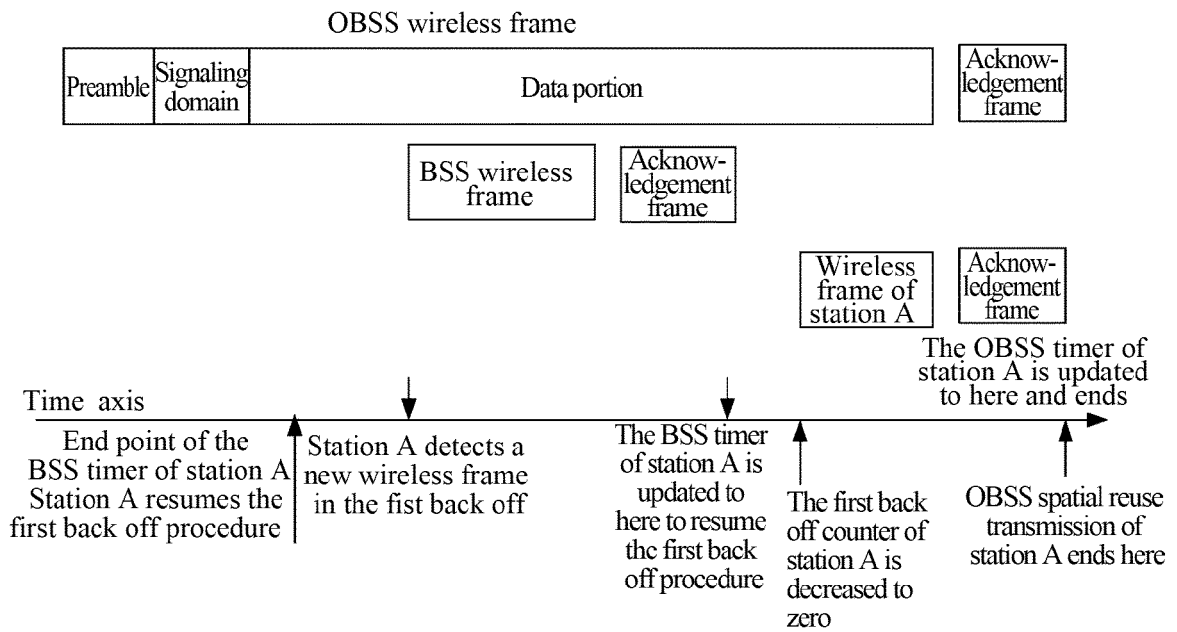 OBSS wireless frame
Preamble
Signaling
domain
Data portion
Acknow-
ledgement
frame
BSS wireless
frame
Acknow-
ledgement
frame
Wireless
frame of
station A
Acknow-
ledgement
frame
The OBSS timer of
station A is updated
to here and ends
Time axis
End point of the
BSS timer of station A
Station A resumes the
first back off procedure
Station A detects a
new wireless frame
in the fist back off
The BSS timer
of station A is
updated to
here to resume
the first back
off procedure
The first back
off counter of
station A is
decreased to
zero
OBSS spatial reuse
transmission of
station A ends here